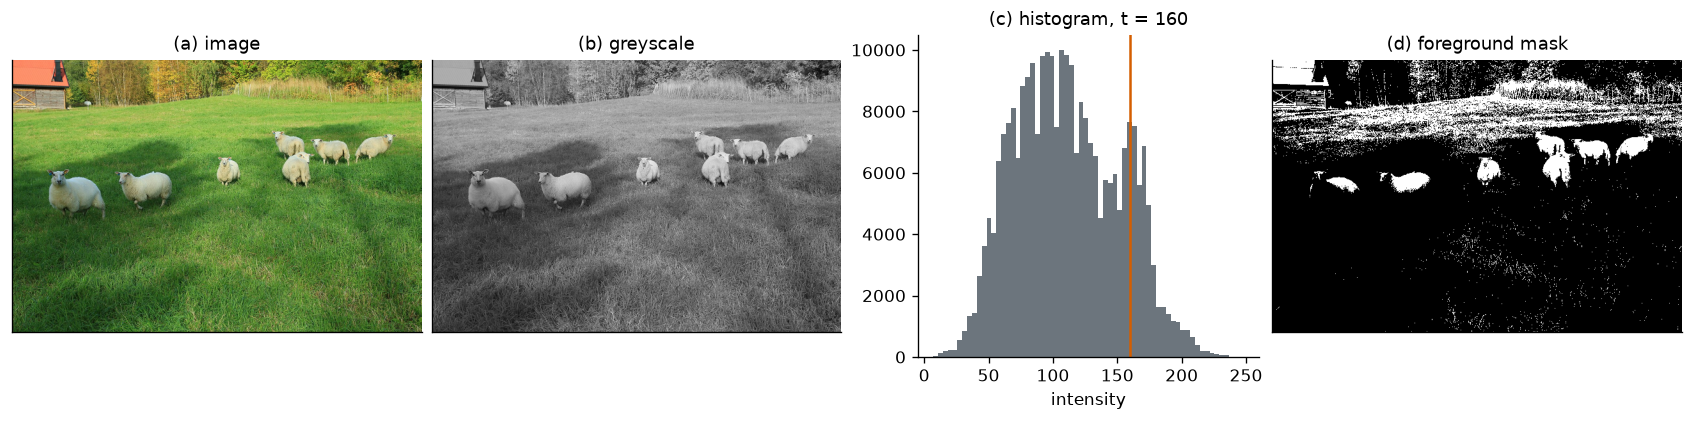 (a) image
(b) greyscale
(c) histogram, t = 160
(d) foreground mask
10000
8000
6000
4000
2000
0
0 50 100 150 200 250
intensity